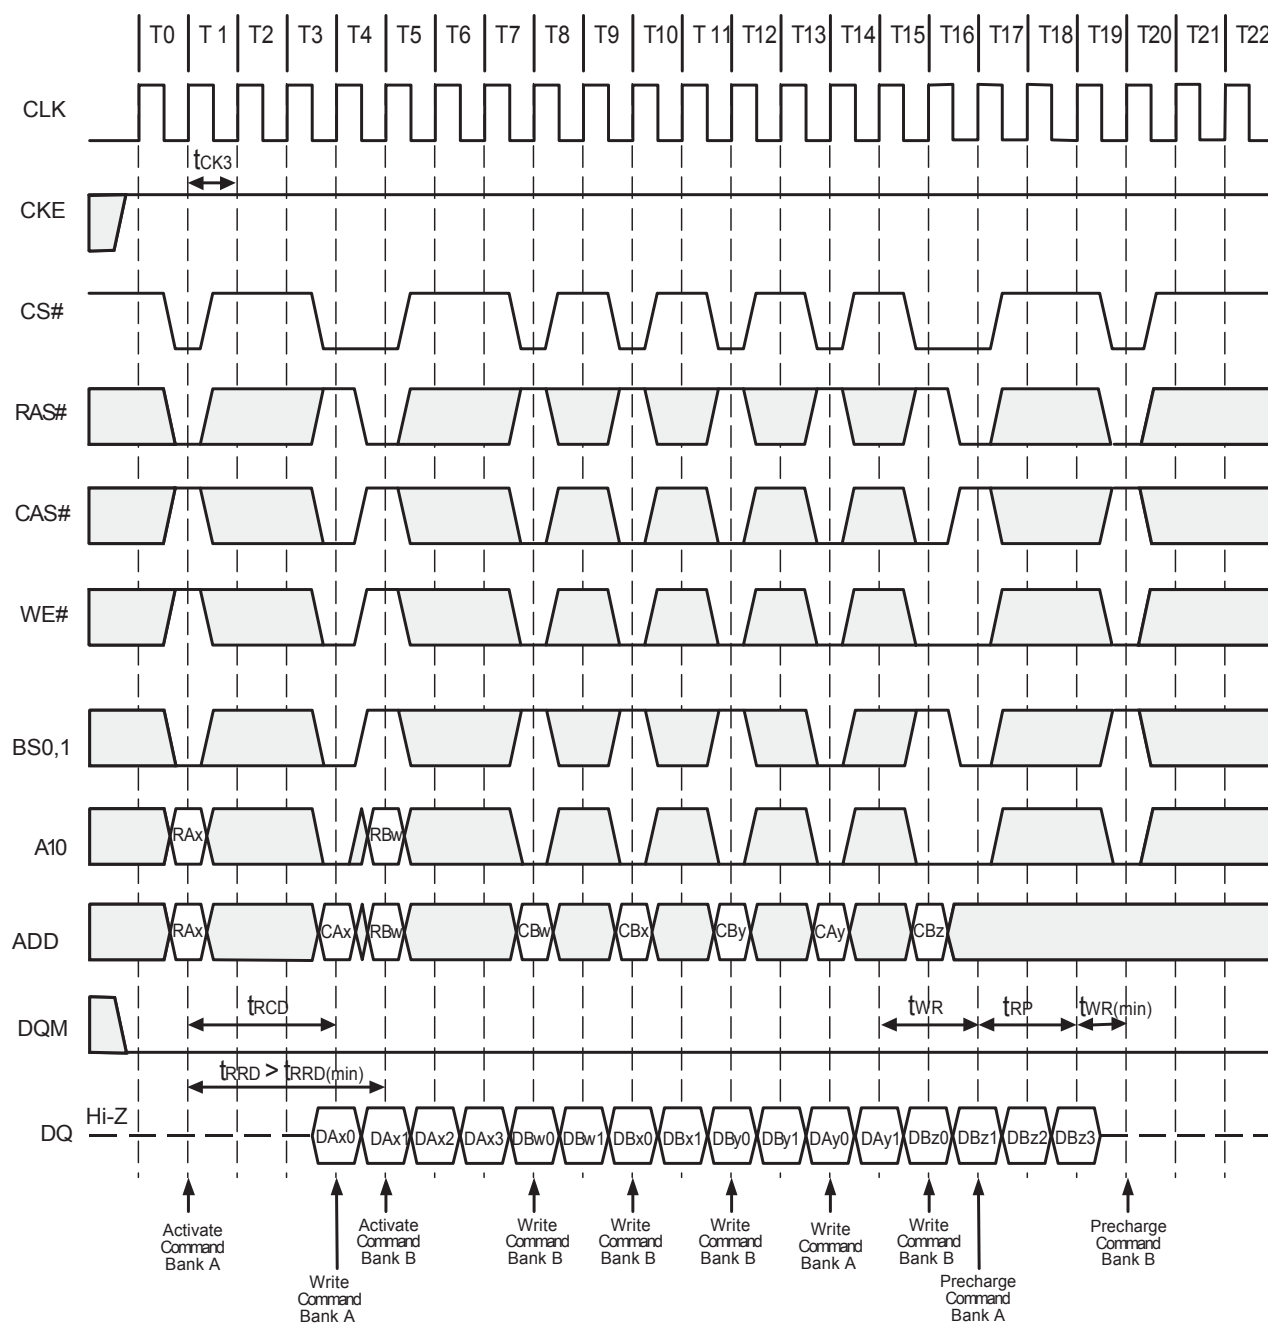 T0 T 1 T2 T3 T4 T5 T6 T7 T8 T9 T10 T 11 T12 T13 T14 T15 T16 T17 T18 T19 T20 T21 T22
CLK
tCK3
CKE
CS#
RAS#
CAS#
WE#
BS0,1
A10 RAx RBw
ADD RAx CAx RBw CBw CBx CBy CAy CBz
DQM tRCD tWR tRP tWR(min)
tRRD > tRRD(min)
Hi-Z
DQ DAx0 DAx1 DAx2 DAx3 DBw0 DBw1 DBx0 DBx1 DBy0 DBy1 DAy0 DAy1 DBz0 DBz1 DBz2 DBz3
Activate
Command
Bank A
Write
Command
Bank A
Activate
Command
Bank B
Write
Command
Bank B
Write
Command
Bank B
Write
Command
Bank B
Write
Command
Bank A
Write
Command
Bank B
Precharge
Command
Bank A
Precharge
Command
Bank B